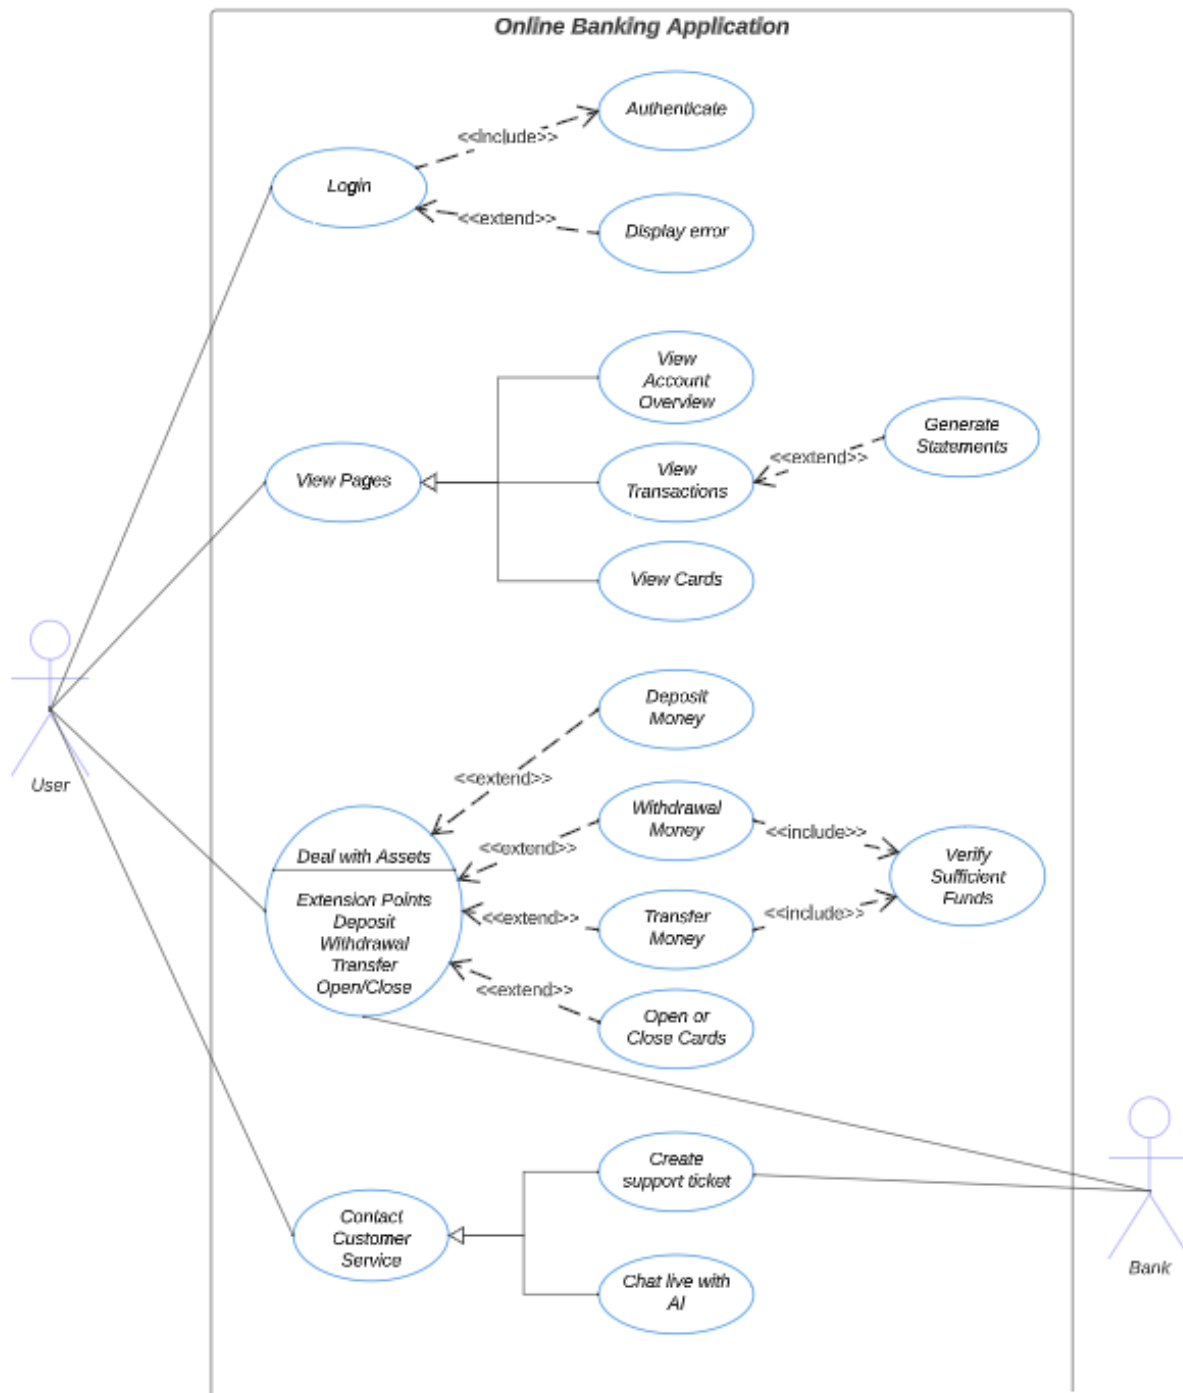 Online Banking Application
Authenticate
<<include>>
Login
<<extend>>
Display error
View
Account
Overview
Generate
Statements
<<extend>>
View Pages
View
Transactions
View Cards
User
Deposit
Money
<<extend>>
Withdrawal
Money
<<extend>>
<<include>>
Deal with Assets
Extension Points
Deposit
Withdrawal
Transfer
Open/Close
Verify
Sufficient
Funds
<<extend>>
Transfer
Money
<<include>>
<<extend>>
Open or
Close Cards
Create
support ticket
Contact
Customer
Service
Chat live with
AI
Bank